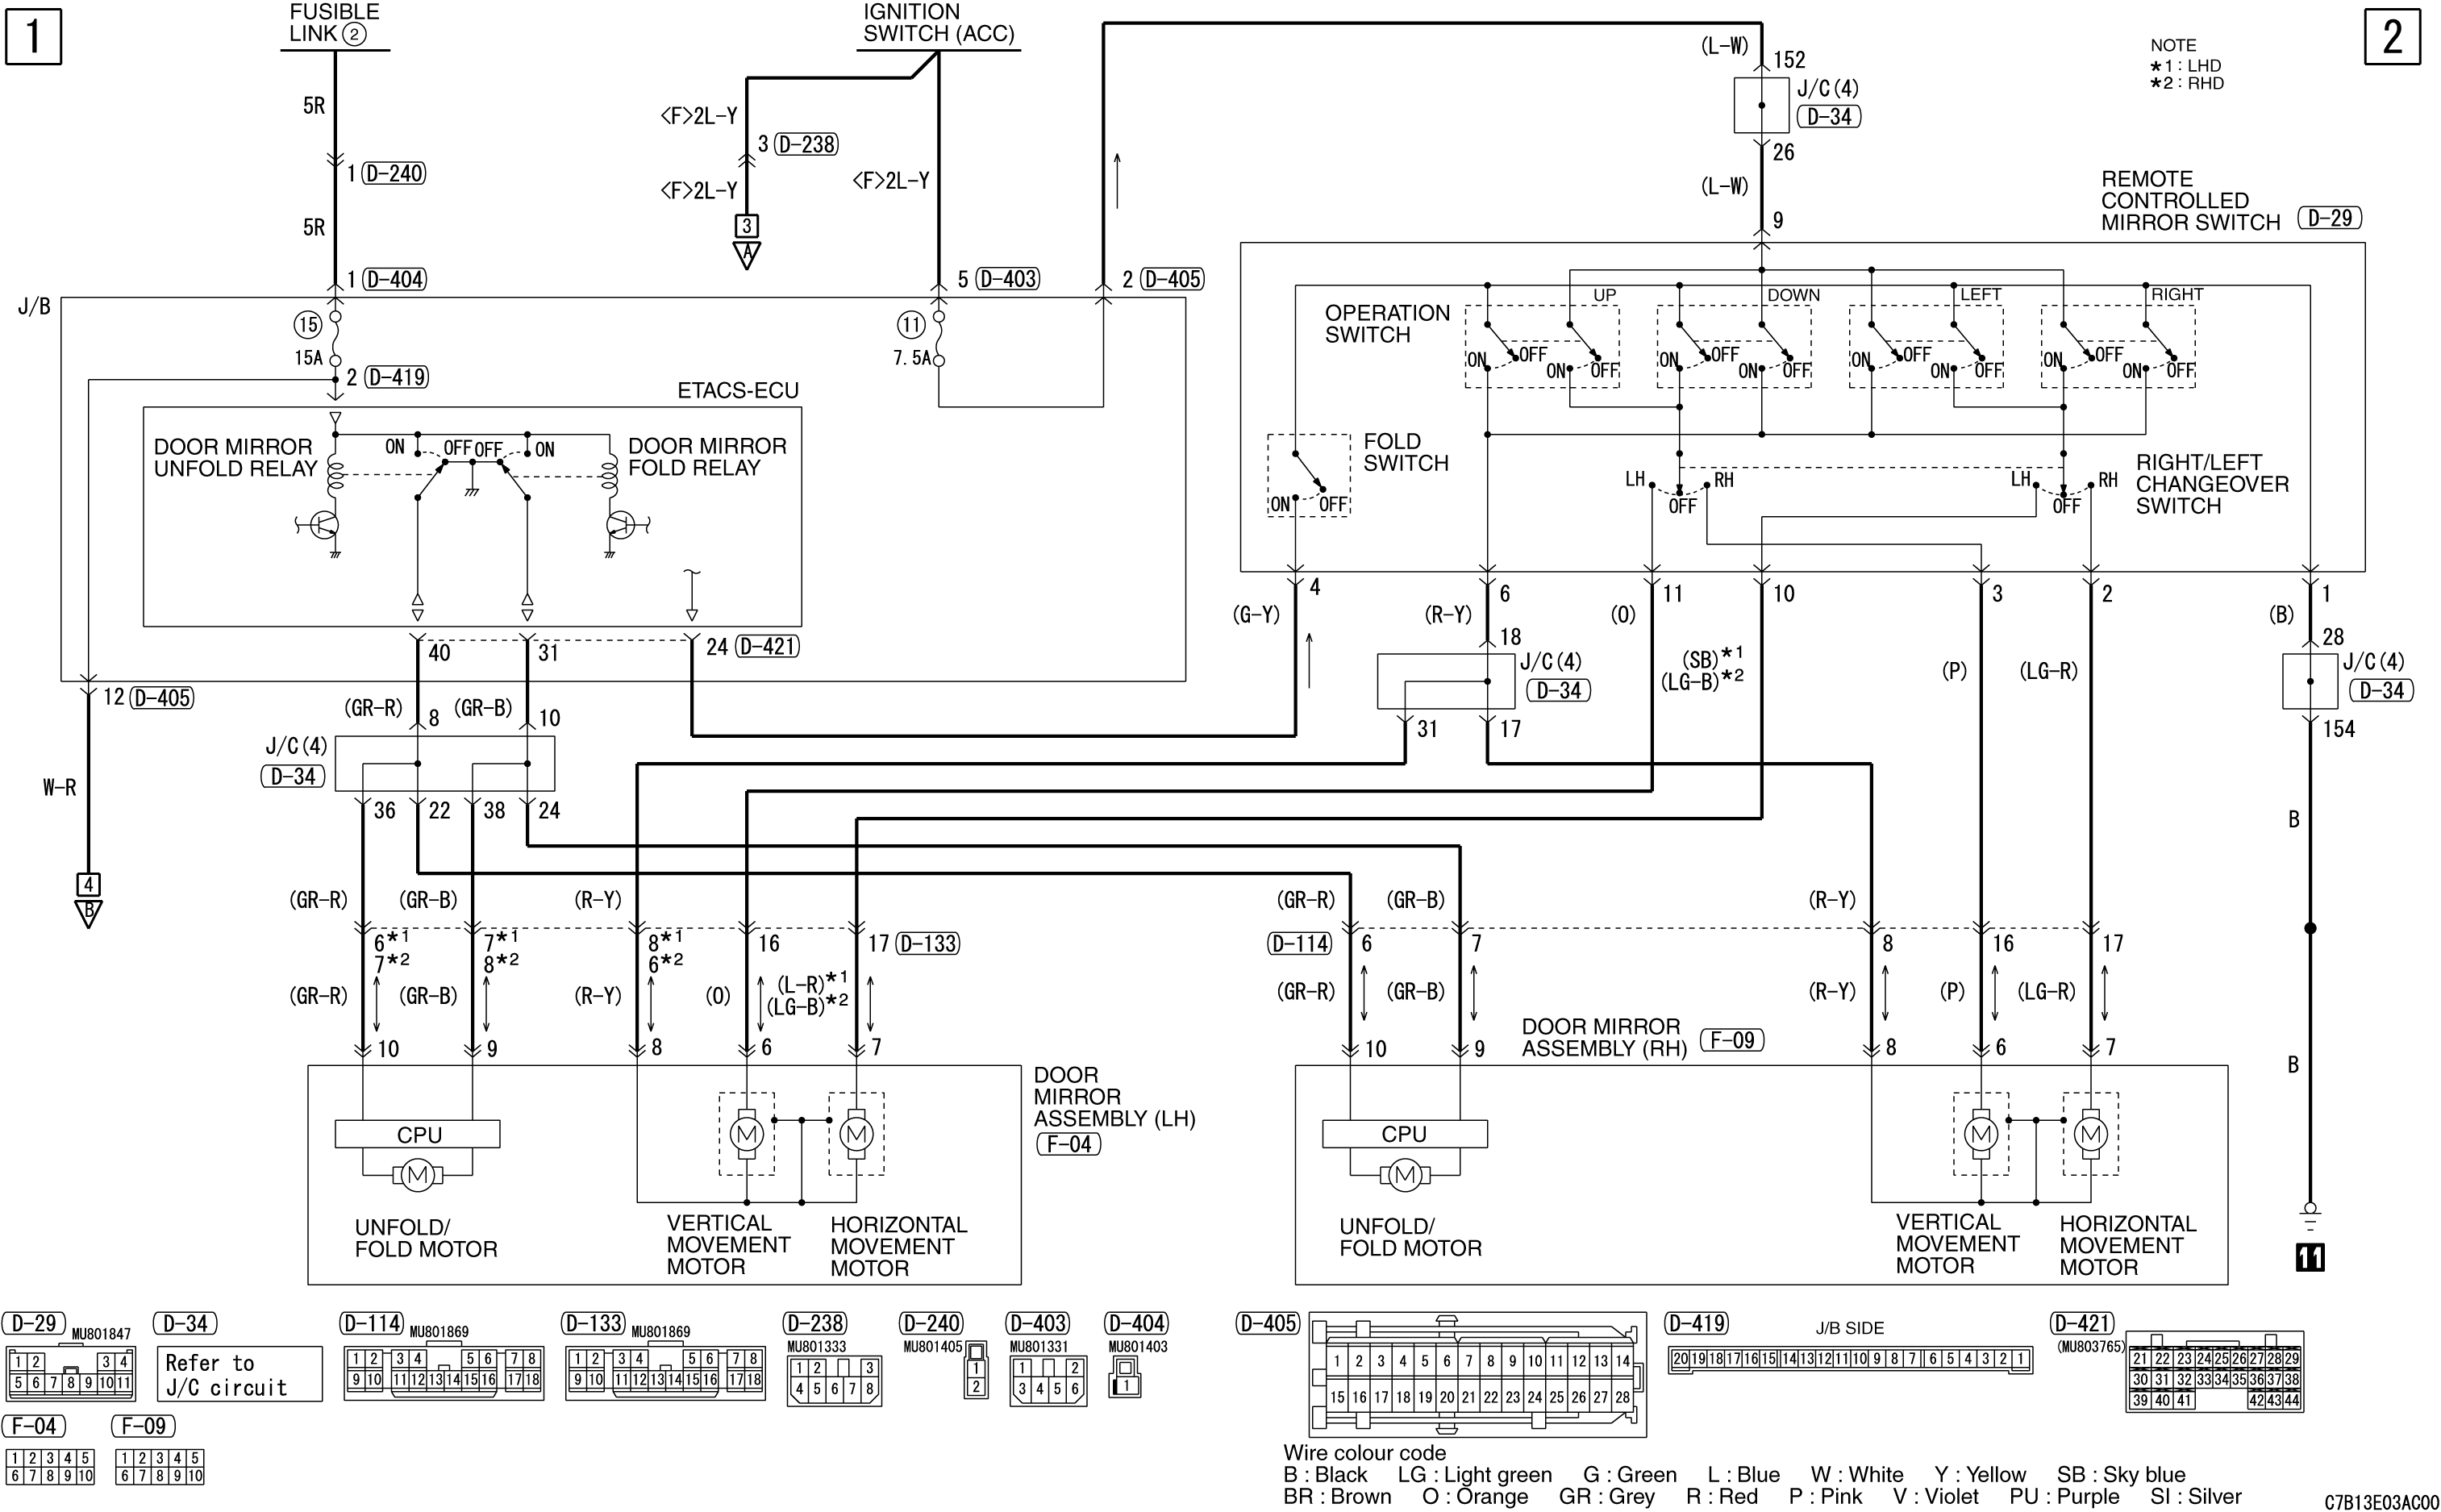 1
FUSIBLE
LINK ②
IGNITION
SWITCH (ACC)
2
NOTE
*1 : LHD
*2 : RHD
5R
1 D-240
5R
1 D-404
<F>2L-Y
3 D-238
<F>2L-Y
3
A
<F>2L-Y
5 D-403
2 D-405
(L-W)
152
J/C(4)
D-34
26
(L-W)
9
REMOTE
CONTROLLED
MIRROR SWITCH D-29
J/B
⑮
15A
⑪
7.5A
2 D-419
ETACS-ECU
DOOR MIRROR
UNFOLD RELAY
ON OFF OFF ON
DOOR MIRROR
FOLD RELAY
40 31 24 D-421
12 D-405
W-R
4
B
OPERATION
SWITCH
UP DOWN LEFT RIGHT
ON OFF ON OFF ON OFF ON OFF ON OFF ON OFF ON OFF ON OFF
FOLD
SWITCH
ON OFF
LH OFF RH
LH OFF RH
RIGHT/LEFT
CHANGEOVER
SWITCH
4 6 11 10 3 2 1
(G-Y) (R-Y) (O) (SB)*1 (P) (LG-R) (B)
(LG-B)*2
18
J/C(4)
D-34
31 17
28
J/C(4)
D-34
154
(GR-R) 8 (GR-B) 10
J/C(4)
D-34
36 22 38 24
B
(GR-R) (GR-B) (R-Y)
6*1 7*1 8*1 16 17 D-133
7*2 8*2 6*2
(GR-R) (GR-B) (R-Y) (O) (L-R)*1
(LG-B)*2
10 9 8 6 7
(GR-R) (GR-B) (R-Y)
D-114 6 7 8 16 17
(GR-R) (GR-B) (R-Y) (P) (LG-R)
DOOR MIRROR
ASSEMBLY (RH) F-09
10 9 8 6 7
B
11
DOOR
MIRROR
ASSEMBLY (LH)
F-04
CPU
M
M M
UNFOLD/
FOLD MOTOR
VERTICAL
MOVEMENT
MOTOR
HORIZONTAL
MOVEMENT
MOTOR
CPU
M
M M
UNFOLD/
FOLD MOTOR
VERTICAL
MOVEMENT
MOTOR
HORIZONTAL
MOVEMENT
MOTOR
D-29
MU801847
1 2 3 4
5 6 7 8 9 10 11
D-34
Refer to
J/C circuit
D-114
MU801869
1 2 3 4 5 6 7 8
9 10 11 12 13 14 15 16 17 18
D-133
MU801869
1 2 3 4 5 6 7 8
9 10 11 12 13 14 15 16 17 18
D-238
MU801333
1 2 3
4 5 6 7 8
D-240
MU801405
1
2
D-403
MU801331
1 2
3 4 5 6
D-404
MU801403
1
D-405
1 2 3 4 5 6 7 8 9 10 11 12 13 14
15 16 17 18 19 20 21 22 23 24 25 26 27 28
D-419
J/B SIDE
20 19 18 17 16 15 14 13 12 11 10 9 8 7 6 5 4 3 2 1
D-421
(MU803765)
21 22 23 24 25 26 27 28 29
30 31 32 33 34 35 36 37 38
39 40 41 42 43 44
F-04
1 2 3 4 5
6 7 8 9 10
F-09
1 2 3 4 5
6 7 8 9 10
Wire colour code
B : Black LG : Light green G : Green L : Blue W : White Y : Yellow SB : Sky blue
BR : Brown O : Orange GR : Grey R : Red P : Pink V : Violet PU : Purple SI : Silver
C7B13E03AC00